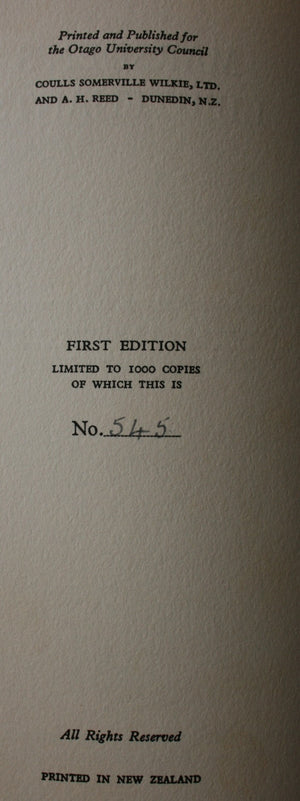 Printed and Published for
the Otago University Council
BY
COULLS SOMERVILLE WILKIE, LTD.
AND A. H. REED - DUNEDIN, N.Z.
FIRST EDITION
LIMITED TO 1000 COPIES
OF WHICH THIS IS
No. 545
All Rights Reserved
PRINTED IN NEW ZEALAND